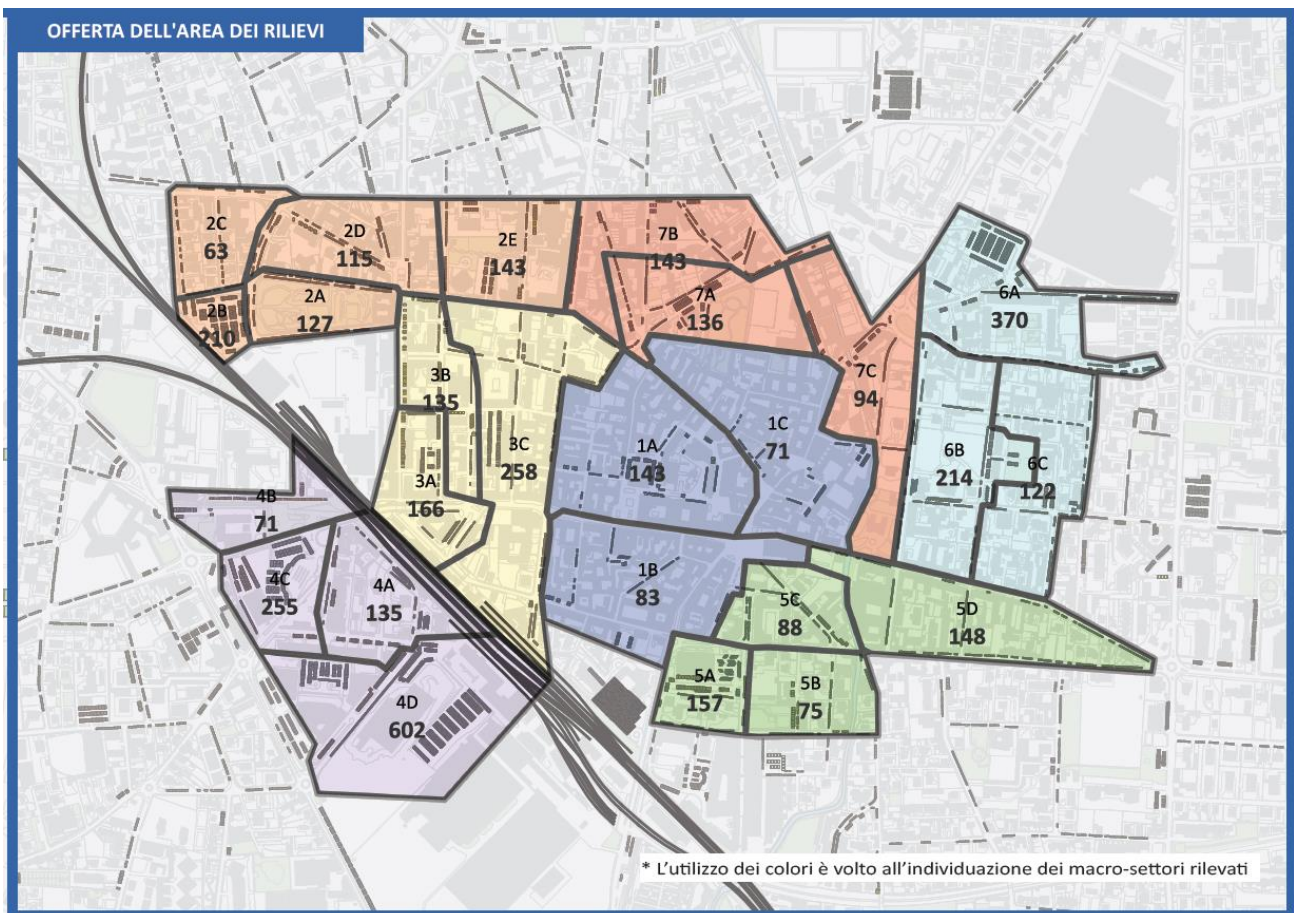 OFFERTA DELL'AREA DEI RILIEVI
2C
63
2D
115
2E
143
7B
143
2B
210
2A
127
7A
136
6A
370
3B
135
7C
94
3C
258
1A
143
1C
71
6B
214
6C
122
3A
166
4B
71
4C
255
4A
135
1B
83
5C
88
5D
148
4D
602
5A
157
5B
75
* L'utilizzo dei colori è volto all'individuazione dei macro-settori rilevati